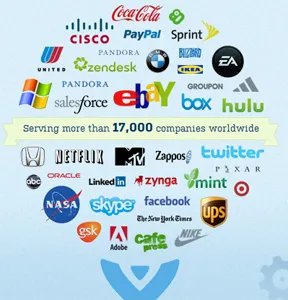 Coca-Cola
CISCO PayPal Sprint
UNITED PANDORA zendesk BMW BLIZZARD IKEA EA
PANDORA salesforce ebay GROUPON box hulu
Serving more than 17,000 companies worldwide
HONDA NETFLIX MTV Zappos twitter
abc ORACLE LinkedIn zynga mint PIXAR
NASA skype facebook The New York Times ups
gsk Adobe cafe press NIKE